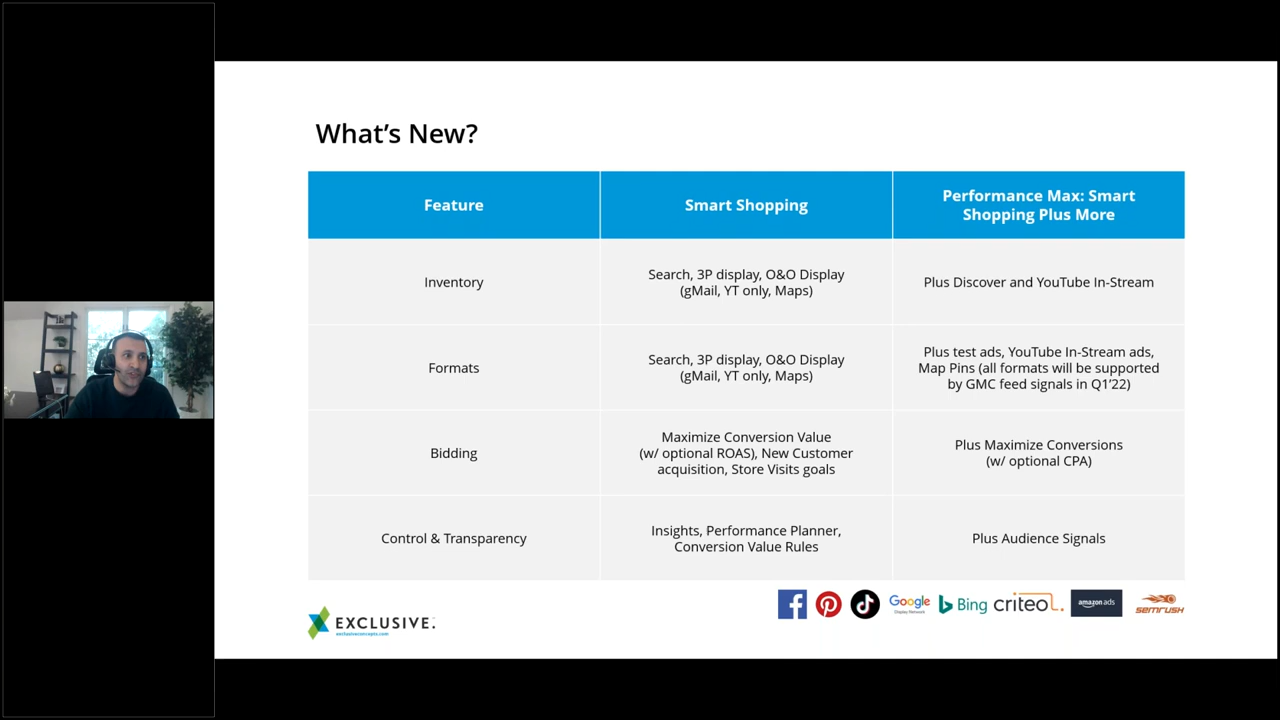 What's New?
Feature
Smart Shopping
Performance Max: Smart
Shopping Plus More
Inventory
Search, 3P display, O&O Display
(gMail, YT only, Maps)
Plus Discover and YouTube In-Stream
Formats
Search, 3P display, O&O Display
(gMail, YT only, Maps)
Plus test ads, YouTube In-Stream ads,
Map Pins (all formats will be supported
by GMC feed signals in Q1'22)
Bidding
Maximize Conversion Value
(w/ optional ROAS), New Customer
acquisition, Store Visits goals
Plus Maximize Conversions
(w/ optional CPA)
Control & Transparency
Insights, Performance Planner,
Conversion Value Rules
Plus Audience Signals
EXCLUSIVE.
exclusiveconcepts.com
Google
Display Network
Bing
criteo
amazon ads
SEMRUSH